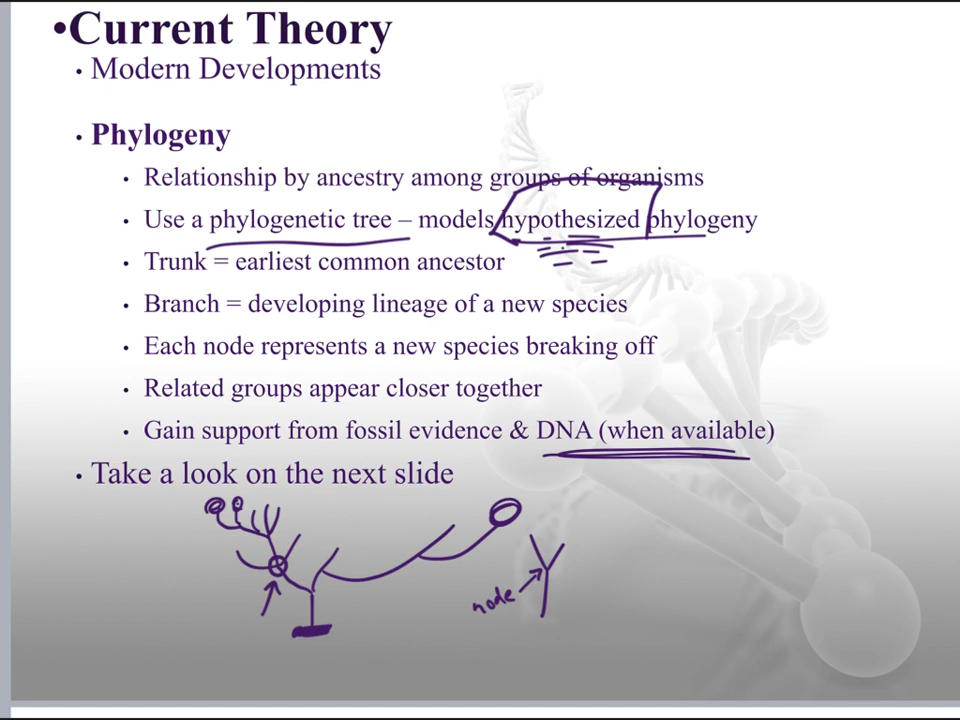 •Current Theory
• Modern Developments
• Phylogeny
• Relationship by ancestry among groups of organisms
• Use a phylogenetic tree – models hypothesized phylogeny
• Trunk = earliest common ancestor
• Branch = developing lineage of a new species
• Each node represents a new species breaking off
• Related groups appear closer together
• Gain support from fossil evidence & DNA (when available)
• Take a look on the next slide
node